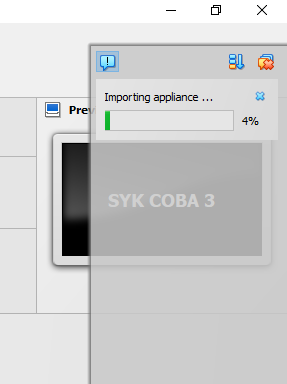 Importing appliance ...
4%
Prev
SYK COBA 3